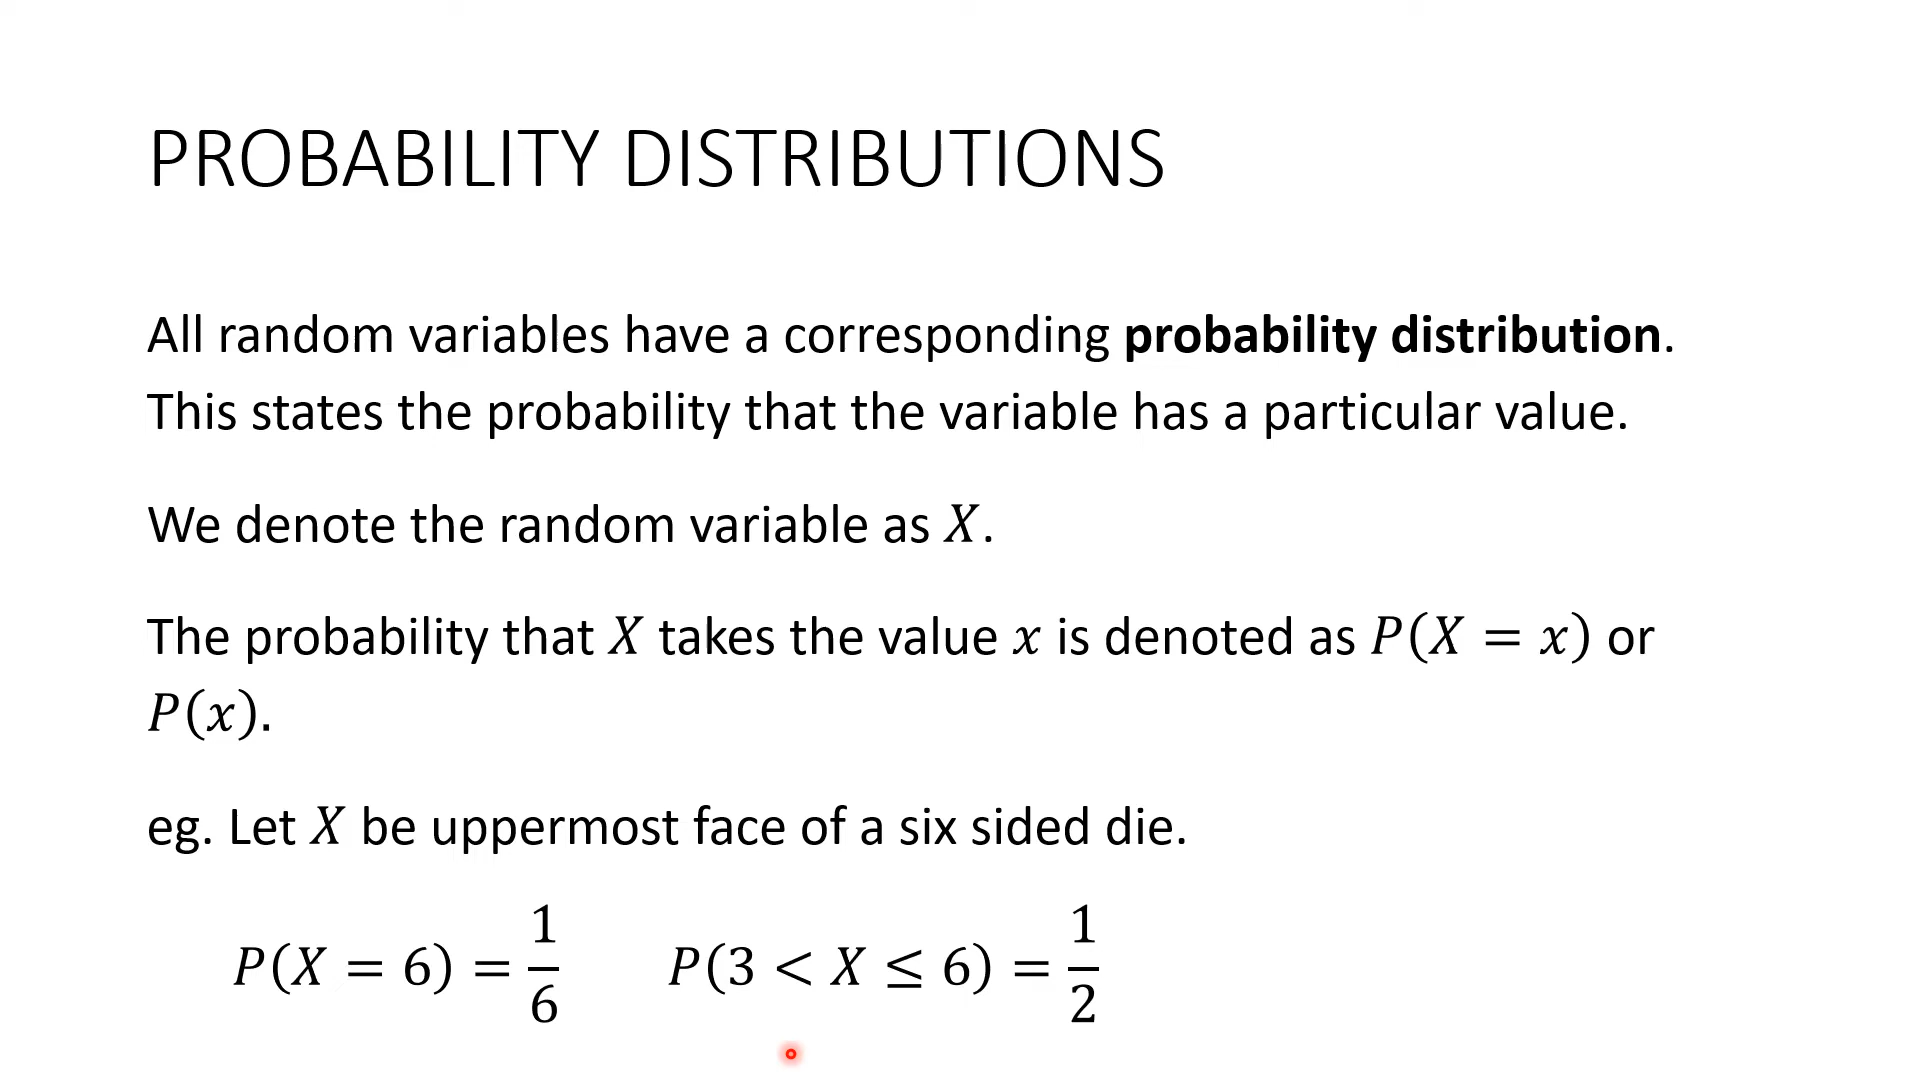 PROBABILITY DISTRIBUTIONS
All random variables have a corresponding probability distribution.
This states the probability that the variable has a particular value.
We denote the random variable as X.
The probability that X takes the value x is denoted as P(X = x) or
P(x).
eg. Let X be uppermost face of a six sided die.
P(X = 6) = 1/6 P(3 < X ≤ 6) = 1/2